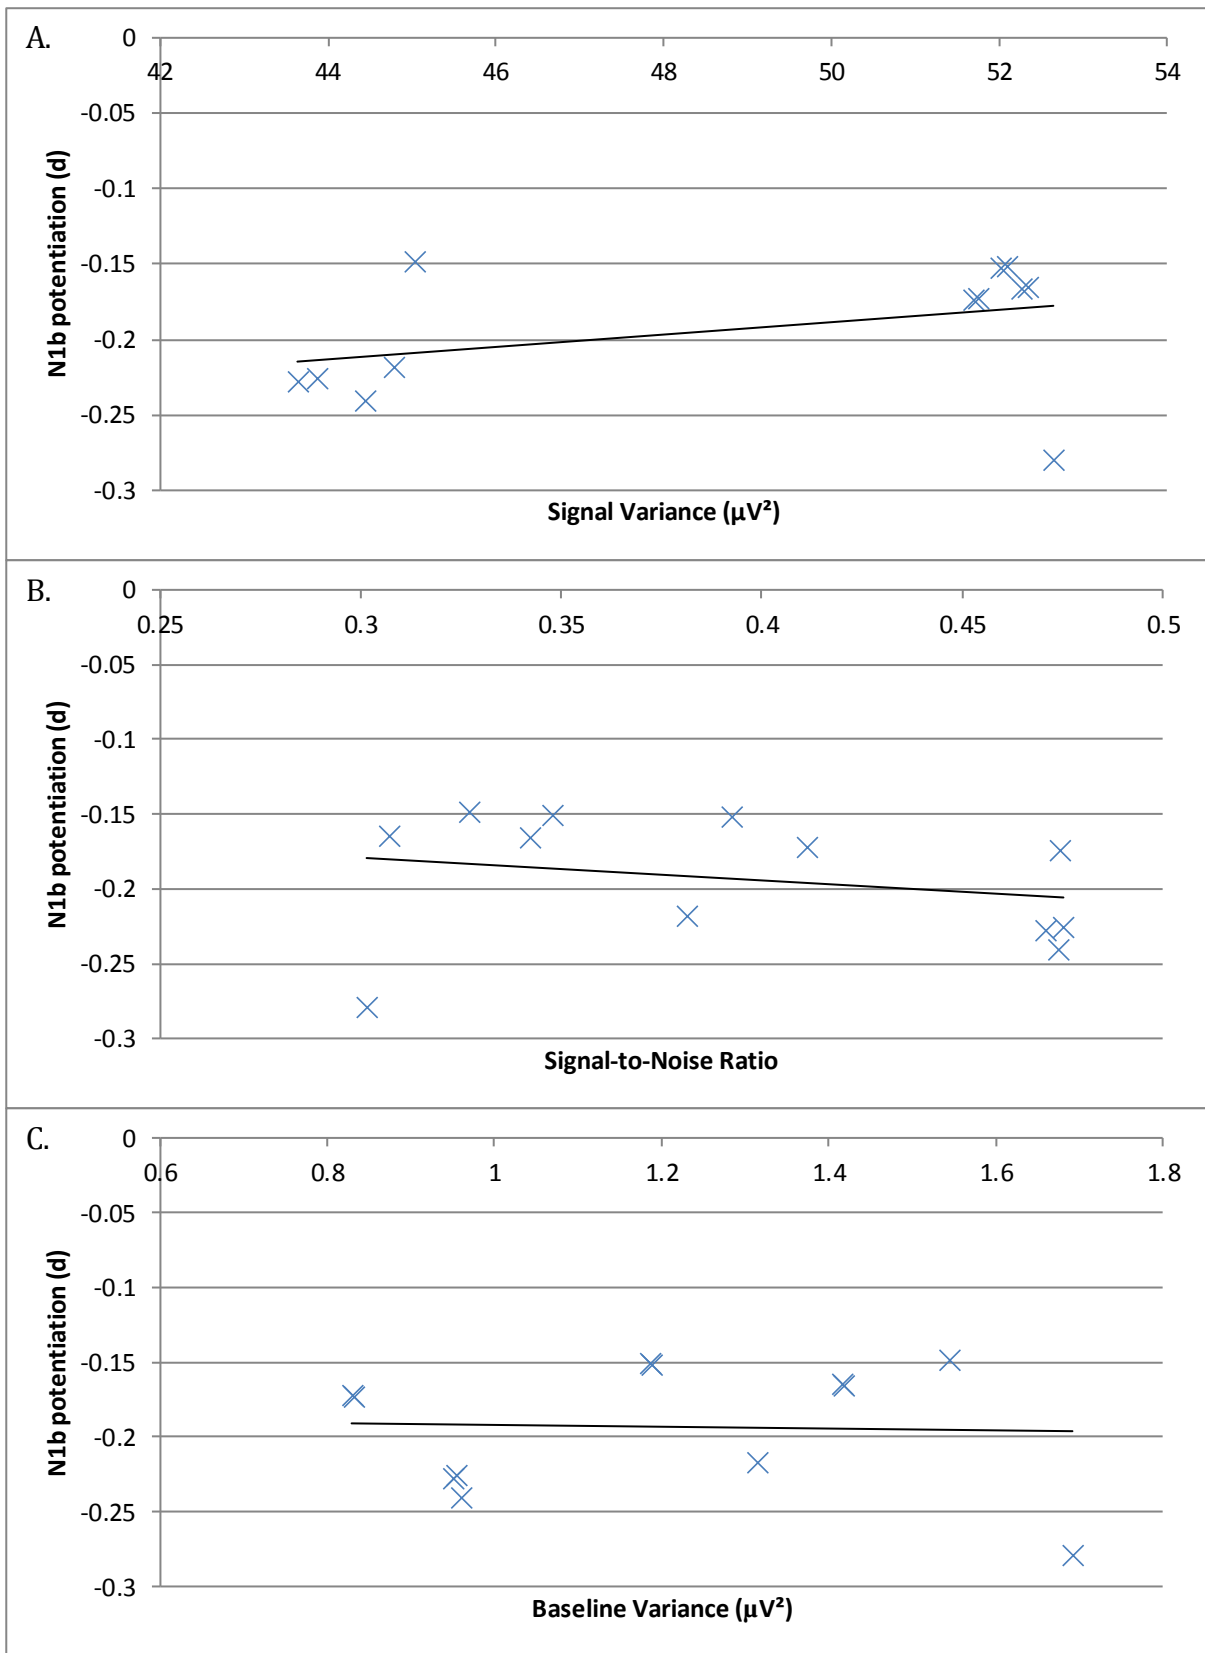 A.
0
42 44 46 48 50 52 54
-0.05
-0.1
-0.15
-0.2
-0.25
-0.3
N1b potentiation (d)
Signal Variance (µV²)
B.
0
0.25 0.3 0.35 0.4 0.45 0.5
-0.05
-0.1
-0.15
-0.2
-0.25
-0.3
N1b potentiation (d)
Signal-to-Noise Ratio
C.
0
0.6 0.8 1 1.2 1.4 1.6 1.8
-0.05
-0.1
-0.15
-0.2
-0.25
-0.3
N1b potentiation (d)
Baseline Variance (µV²)